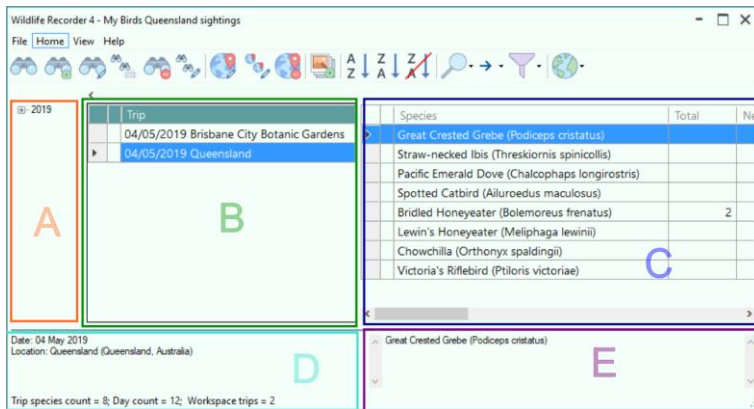 Wildlife Recorder 4 - My Birds Queensland sightings
File Home View Help
A Z Z A Z A
2019
A
Trip
04/05/2019 Brisbane City Botanic Gardens
04/05/2019 Queensland
B
Species Total Ne
Great Crested Grebe (Podiceps cristatus)
Straw-necked Ibis (Threskiornis spinicollis)
Pacific Emerald Dove (Chalcophaps longirostris)
Spotted Catbird (Ailuroedus maculosus)
Bridled Honeyeater (Bolemoreus frenatus) 2
Lewin's Honeyeater (Meliphaga lewinii)
Chowchilla (Orthonyx spaldingii)
Victoria's Riflebird (Ptiloris victoriae)
C
Date: 04 May 2019
Location: Queensland (Queensland, Australia)
Trip species count = 8; Day count = 12; Workspace trips = 2
D
Great Crested Grebe (Podiceps cristatus)
E